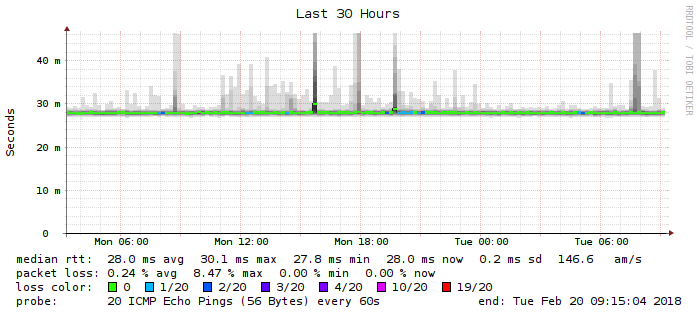 Last 30 Hours
RRDTOOL / TOBI OETIKER
Seconds
40 m
30 m
20 m
10 m
0
Mon 06:00 Mon 12:00 Mon 18:00 Tue 00:00 Tue 06:00
median rtt: 28.0 ms avg 30.1 ms max 27.8 ms min 28.0 ms now 0.2 ms sd 146.6 am/s
packet loss: 0.24 % avg 8.47 % max 0.00 % min 0.00 % now
loss color: 0 1/20 2/20 3/20 4/20 10/20 19/20
probe: 20 ICMP Echo Pings (56 Bytes) every 60s end: Tue Feb 20 09:15:04 2018